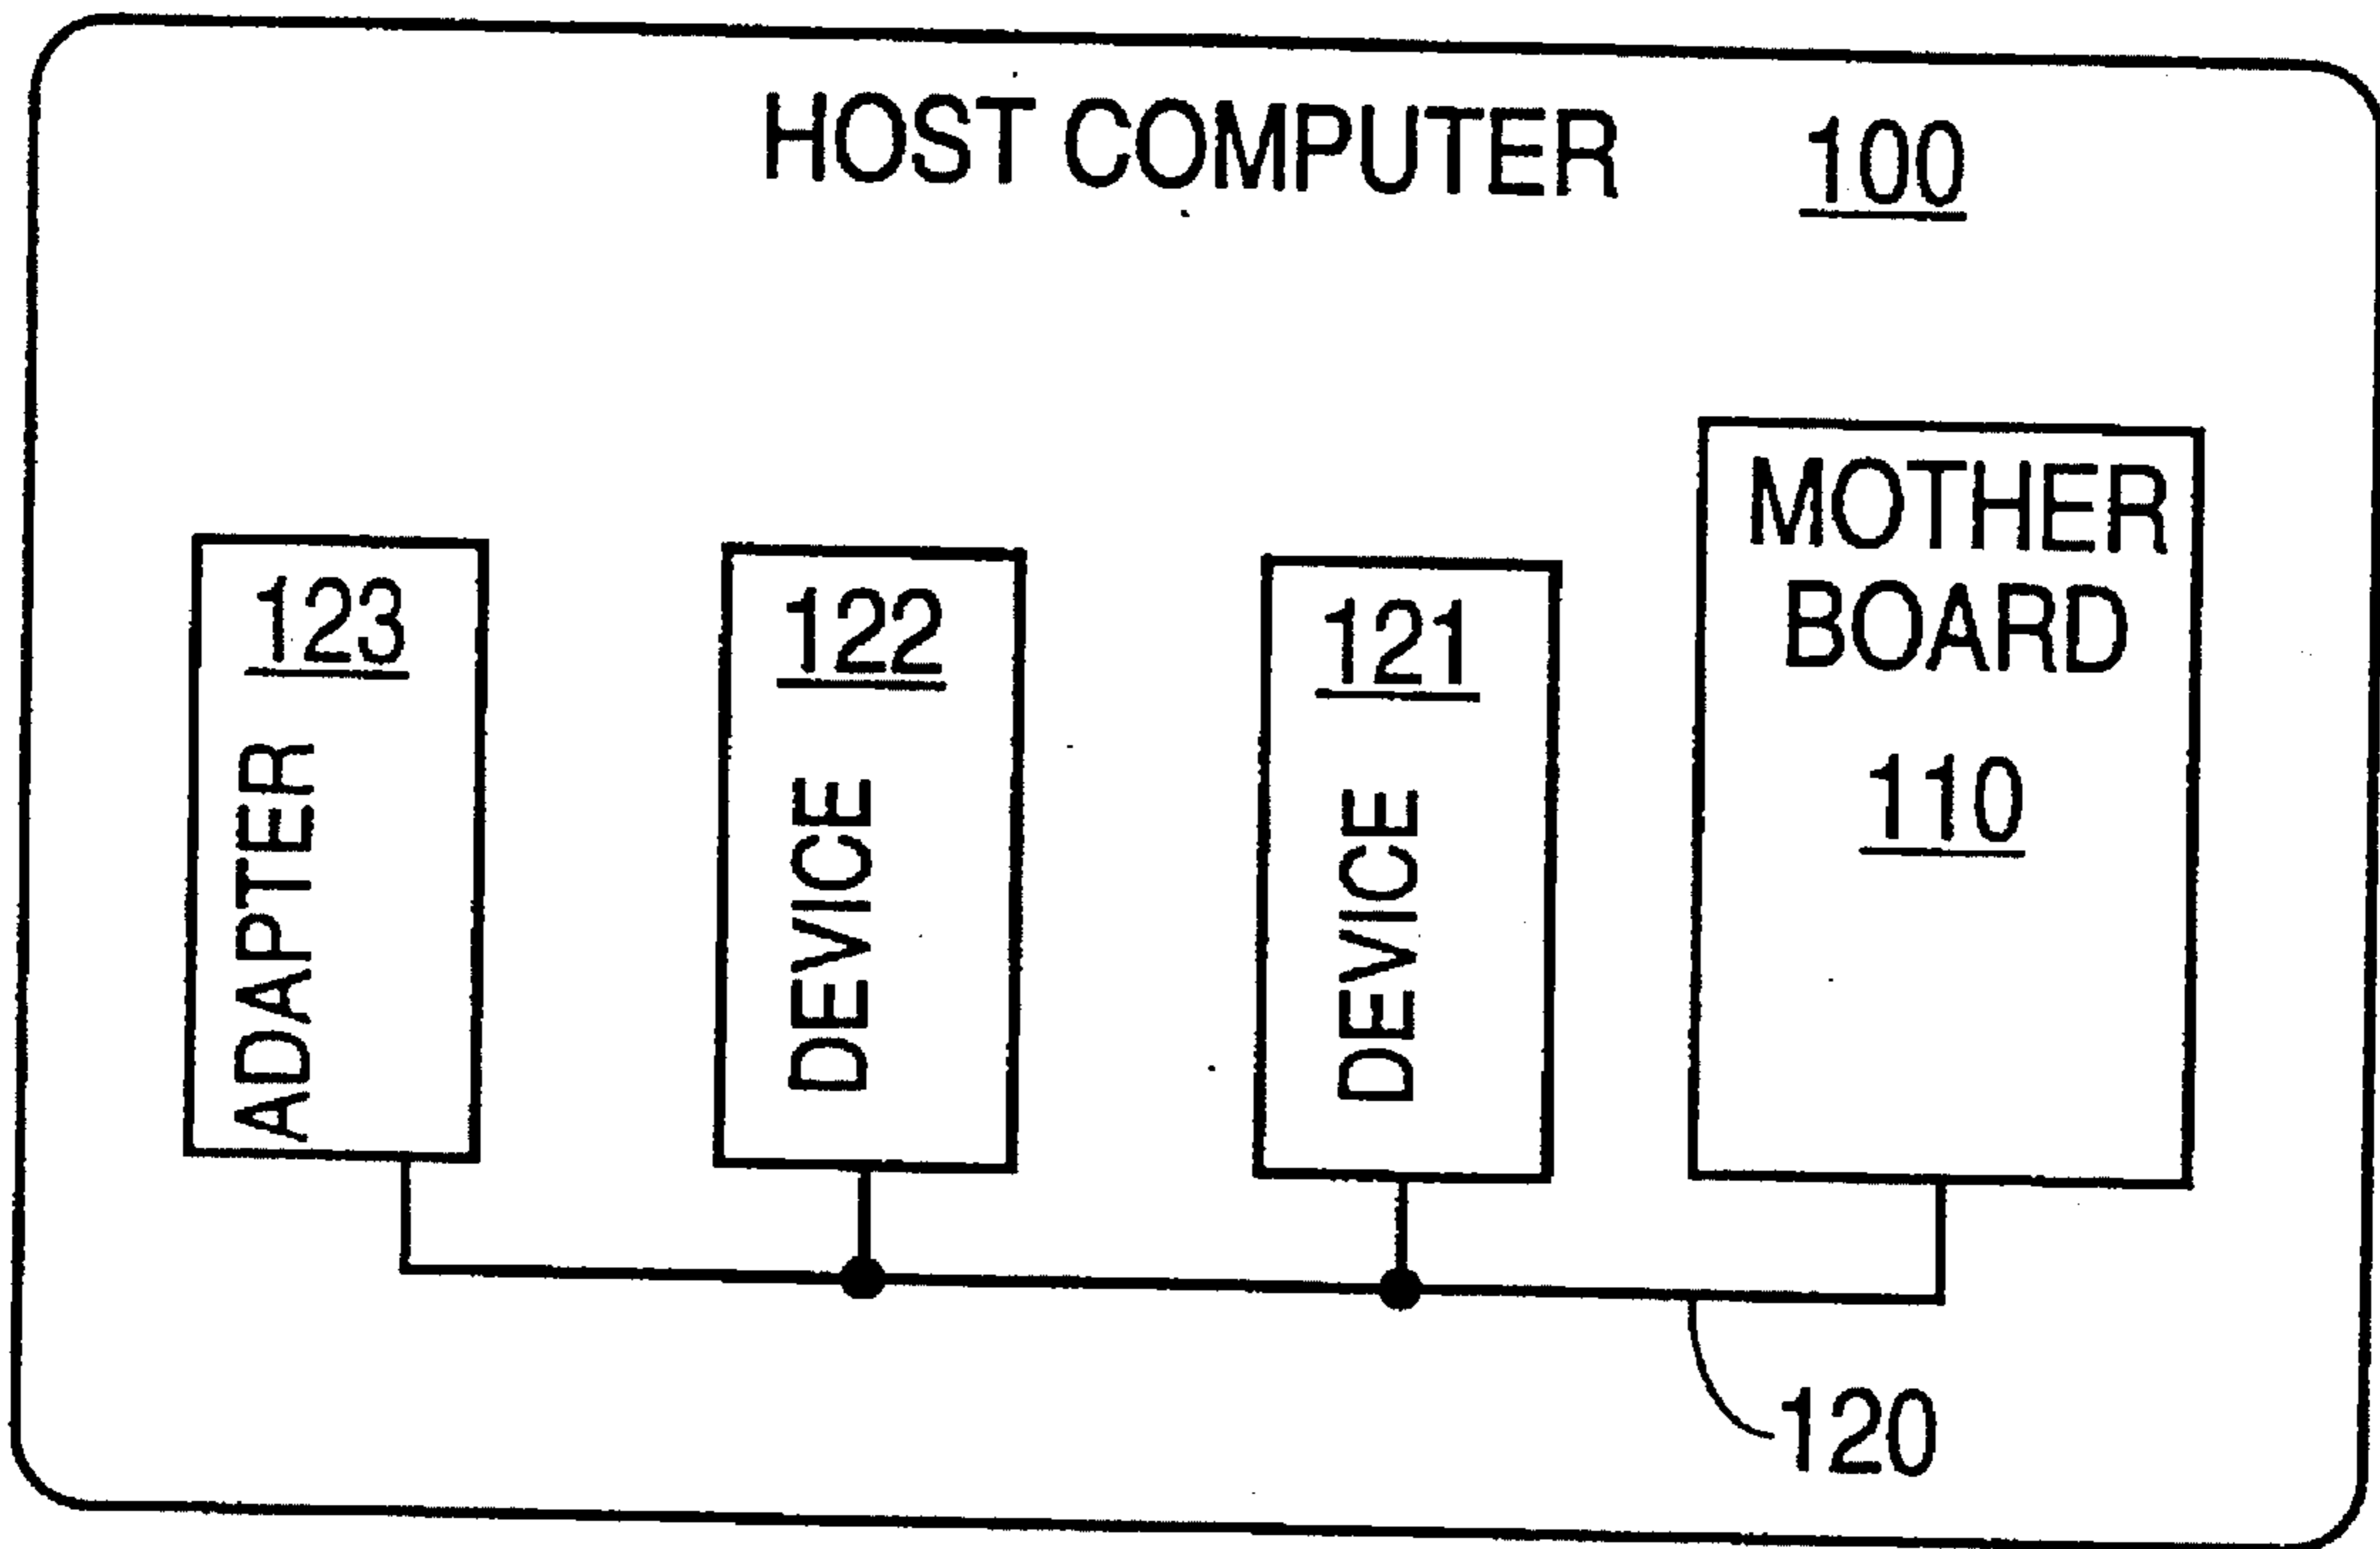 HOST COMPUTER 100
123
ADAPTER
122
DEVICE
121
DEVICE
MOTHER
BOARD
110
120